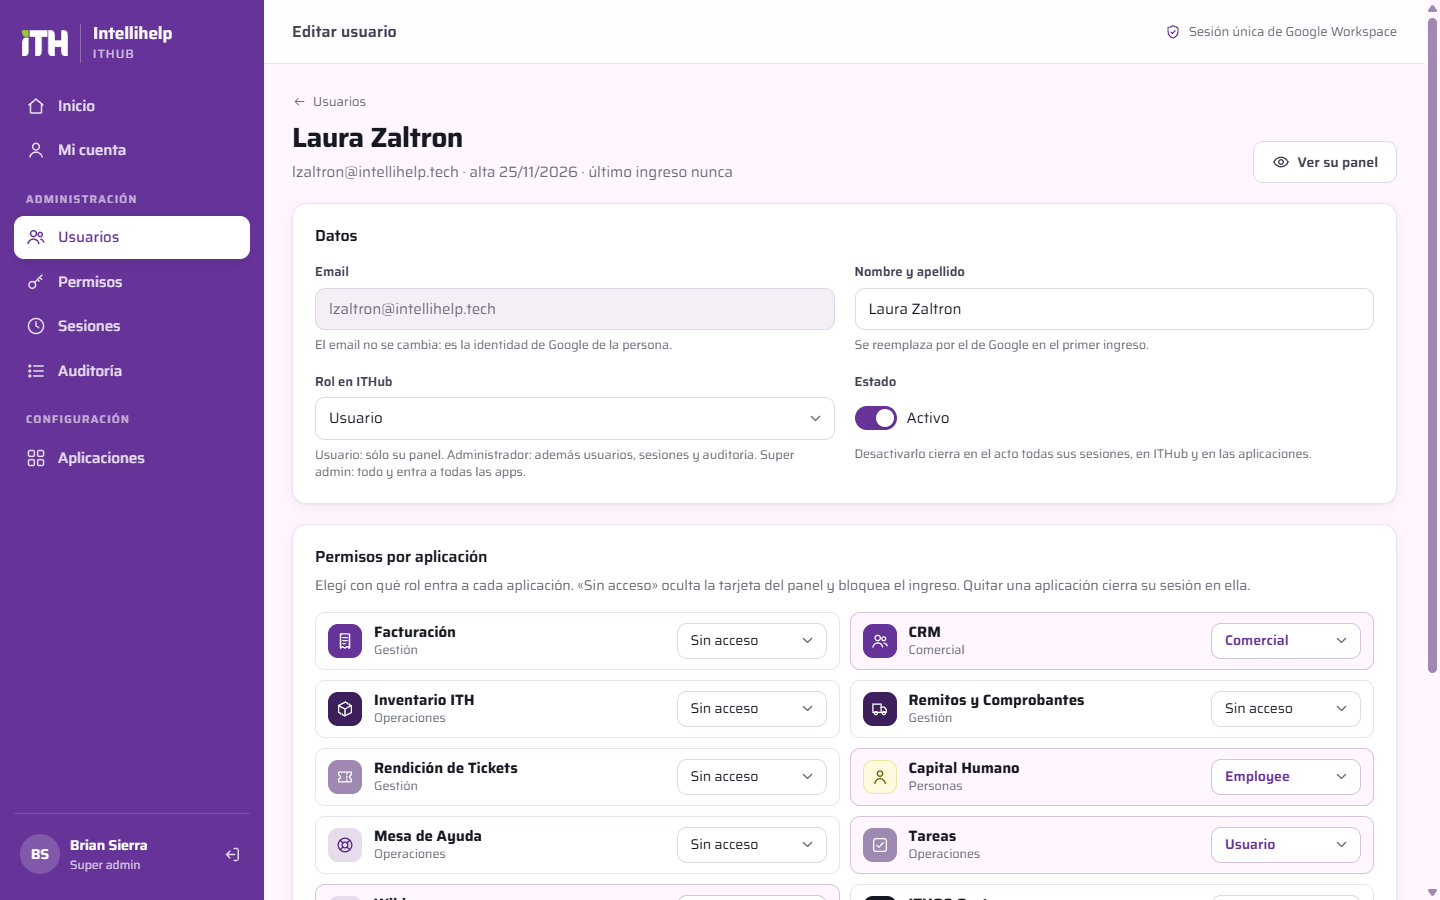 iTH
Intellihelp
ITHUB
Inicio
Mi cuenta
ADMINISTRACIÓN
Usuarios
Permisos
Sesiones
Auditoría
CONFIGURACIÓN
Aplicaciones
BS
Brian Sierra
Super admin
Editar usuario
Sesión única de Google Workspace
← Usuarios
Laura Zaltron
lzaltron@intellihelp.tech · alta 25/11/2026 · último ingreso nunca
Ver su panel
Datos
Email
lzaltron@intellihelp.tech
El email no se cambia: es la identidad de Google de la persona.
Nombre y apellido
Laura Zaltron
Se reemplaza por el de Google en el primer ingreso.
Rol en ITHub
Usuario
Usuario: sólo su panel. Administrador: además usuarios, sesiones y auditoría. Super
admin: todo y entra a todas las apps.
Estado
Activo
Desactivarlo cierra en el acto todas sus sesiones, en ITHub y en las aplicaciones.
Permisos por aplicación
Elegí con qué rol entra a cada aplicación. «Sin acceso» oculta la tarjeta del panel y bloquea el ingreso. Quitar una aplicación cierra su sesión en ella.
Facturación
Gestión
Sin acceso
CRM
Comercial
Comercial
Inventario ITH
Operaciones
Sin acceso
Remitos y Comprobantes
Gestión
Sin acceso
Rendición de Tickets
Gestión
Sin acceso
Capital Humano
Personas
Employee
Mesa de Ayuda
Operaciones
Sin acceso
Tareas
Operaciones
Usuario